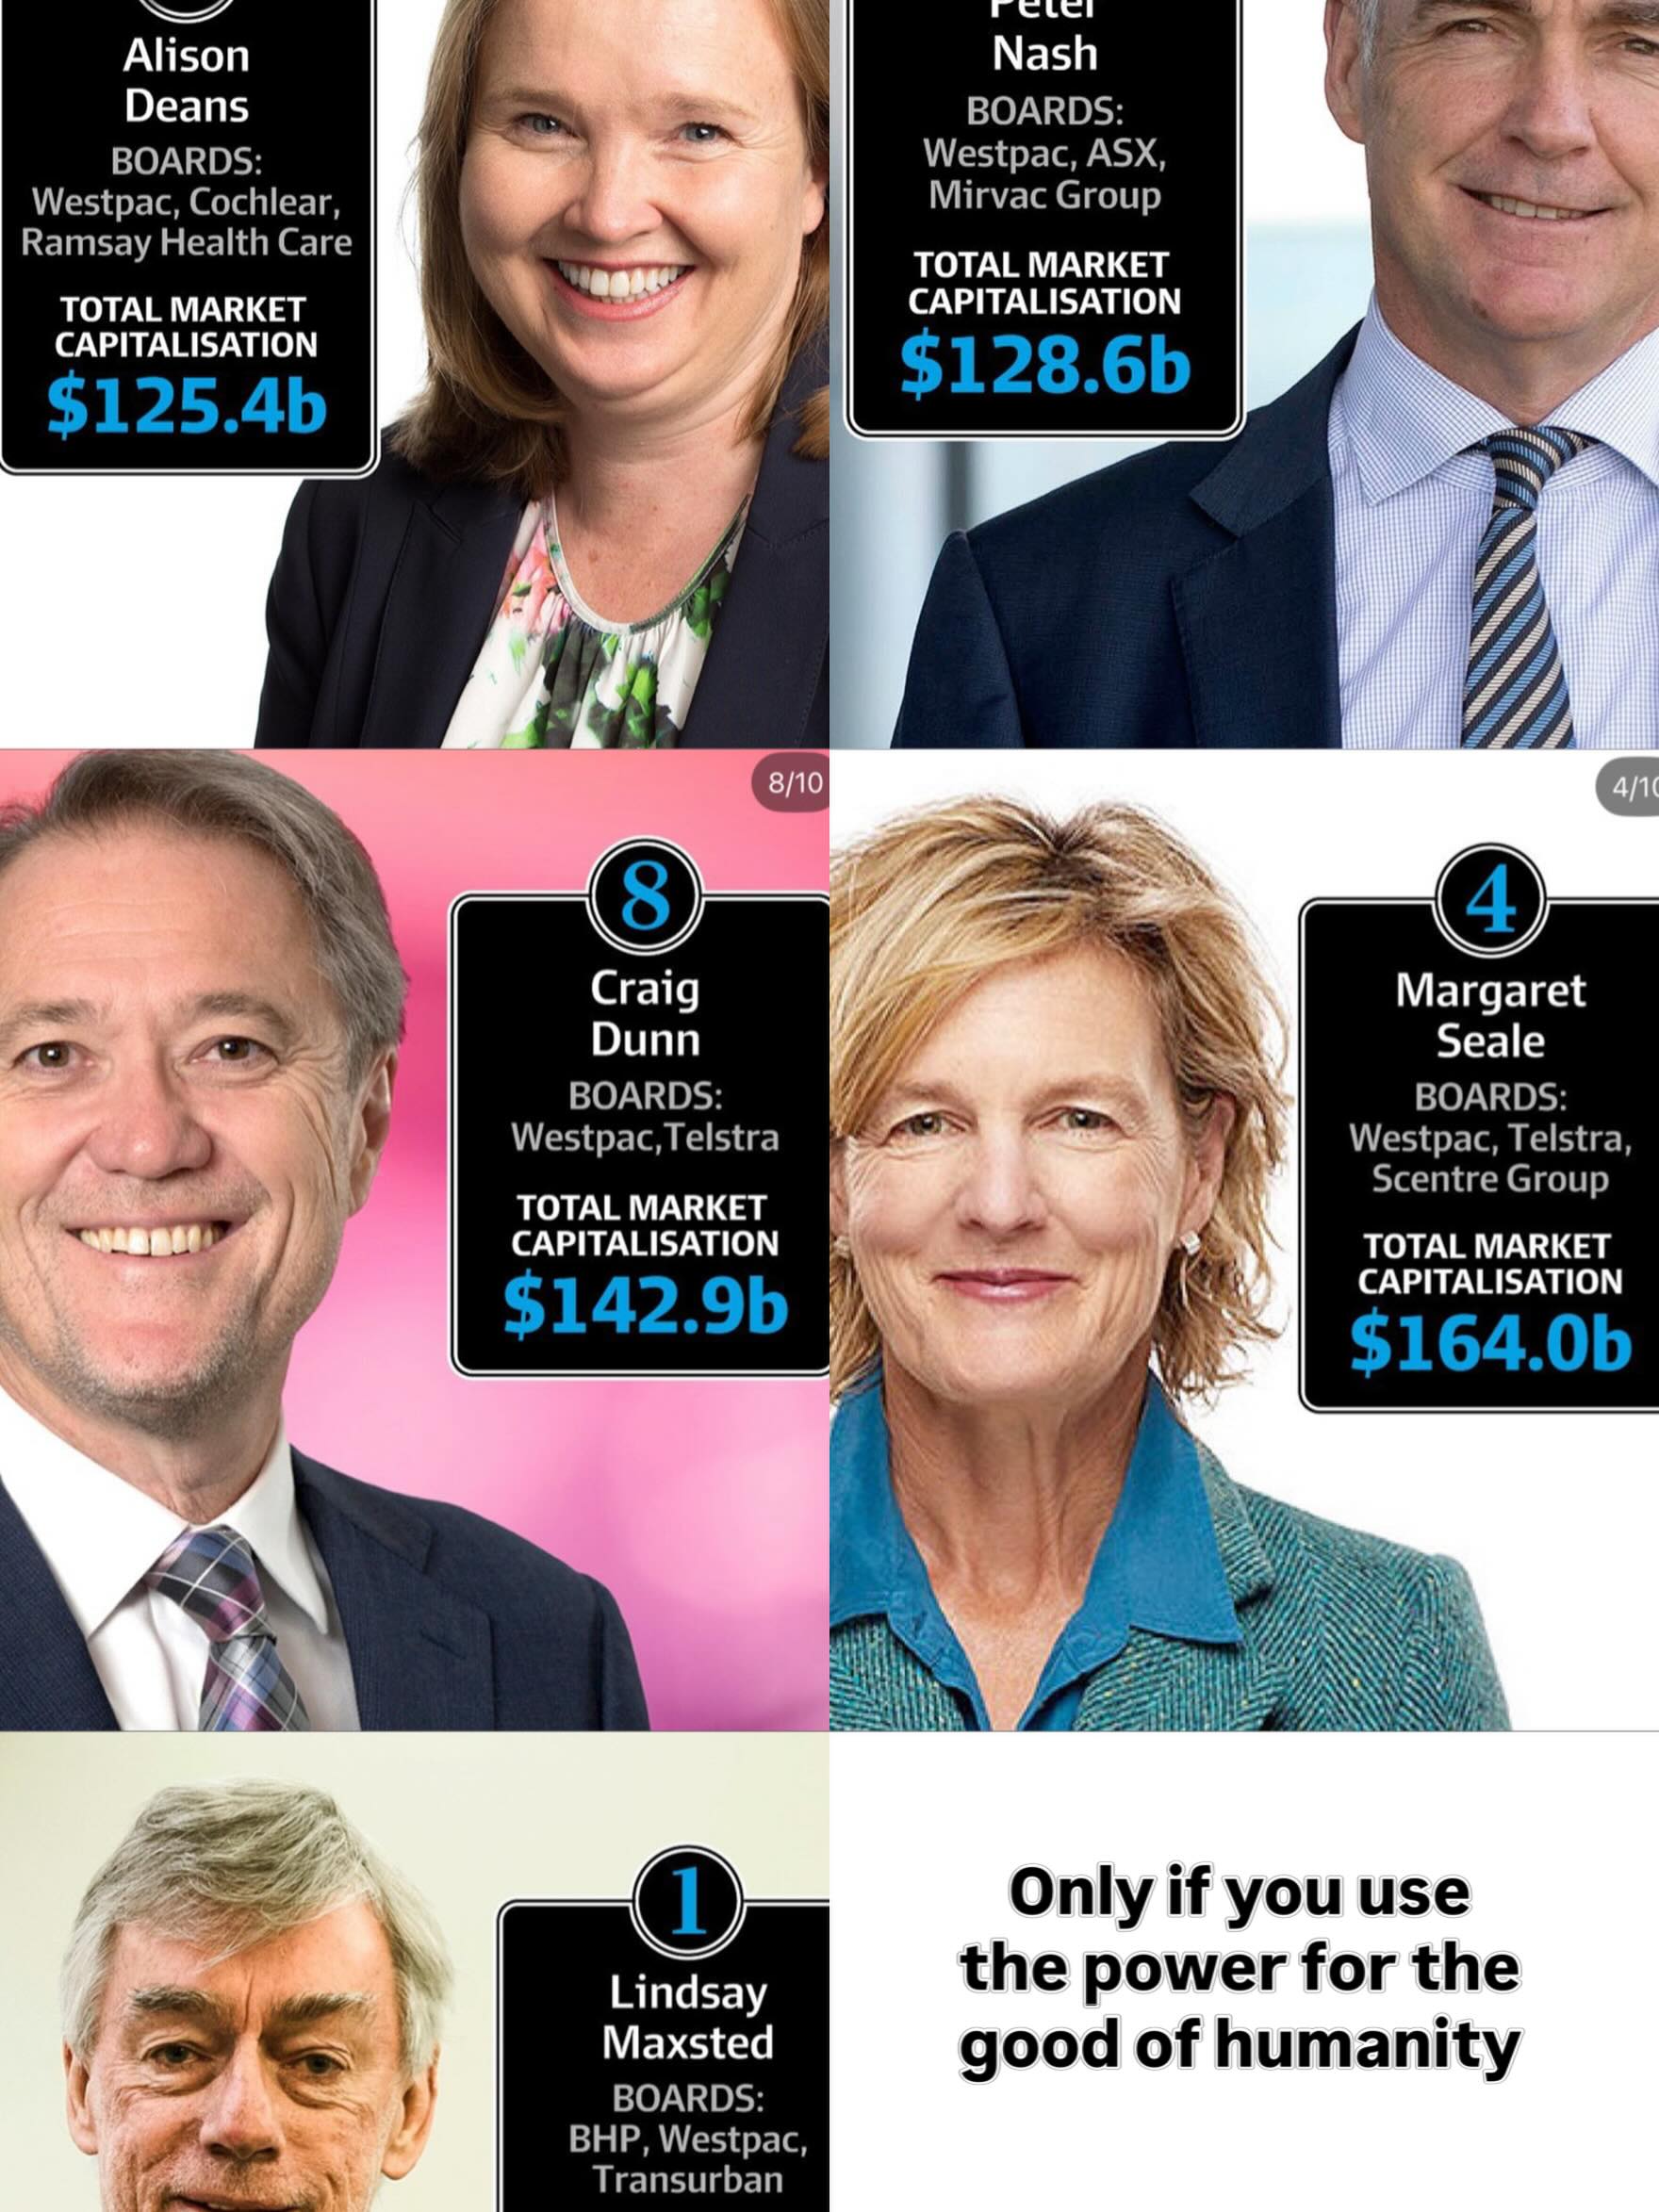 Alison
Deans
BOARDS:
Westpac, Cochlear,
Ramsay Health Care
TOTAL MARKET
CAPITALISATION
$125.4b
Peter
Nash
BOARDS:
Westpac, ASX,
Mirvac Group
TOTAL MARKET
CAPITALISATION
$128.6b
8/10
8
Craig
Dunn
BOARDS:
Westpac,Telstra
TOTAL MARKET
CAPITALISATION
$142.9b
4/10
4
Margaret
Seale
BOARDS:
Westpac, Telstra,
Scentre Group
TOTAL MARKET
CAPITALISATION
$164.0b
1
Lindsay
Maxsted
BOARDS:
BHP, Westpac,
Transurban
Only if you use
the power for the
good of humanity